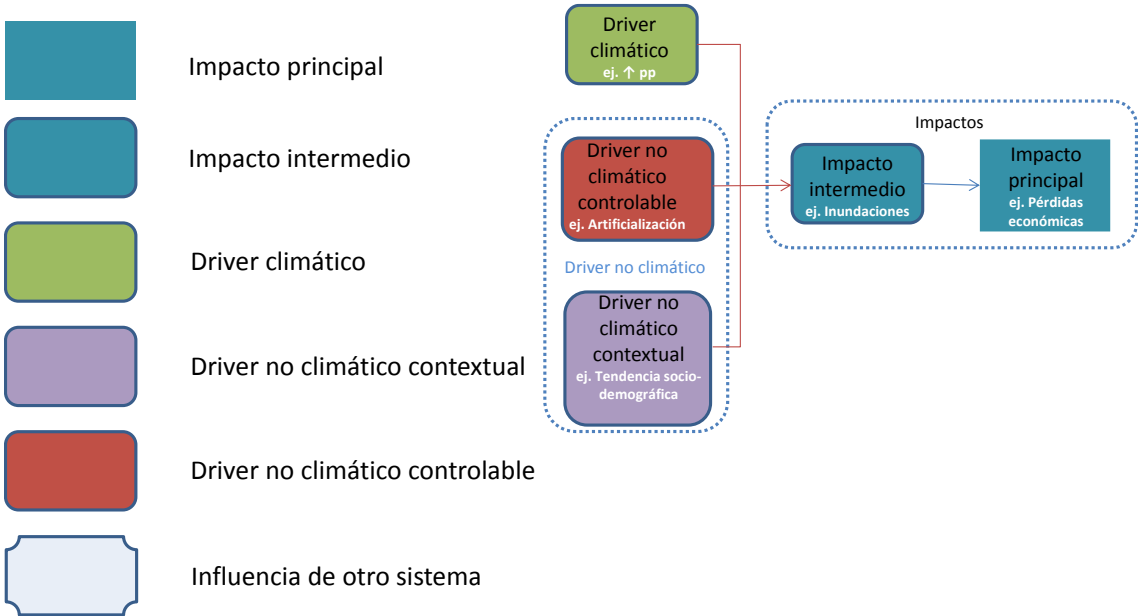 Impacto principal
Impacto intermedio
Driver climático
Driver no climático contextual
Driver no climático controlable
Influencia de otro sistema
Driver
climático
ej. ↑ pp
Driver no
climático
controlable
ej. Artificialización
Driver no climático
Driver no
climático
contextual
ej. Tendencia socio-
demográfica
Impactos
Impacto
intermedio
ej. Inundaciones
Impacto
principal
ej. Pérdidas
económicas